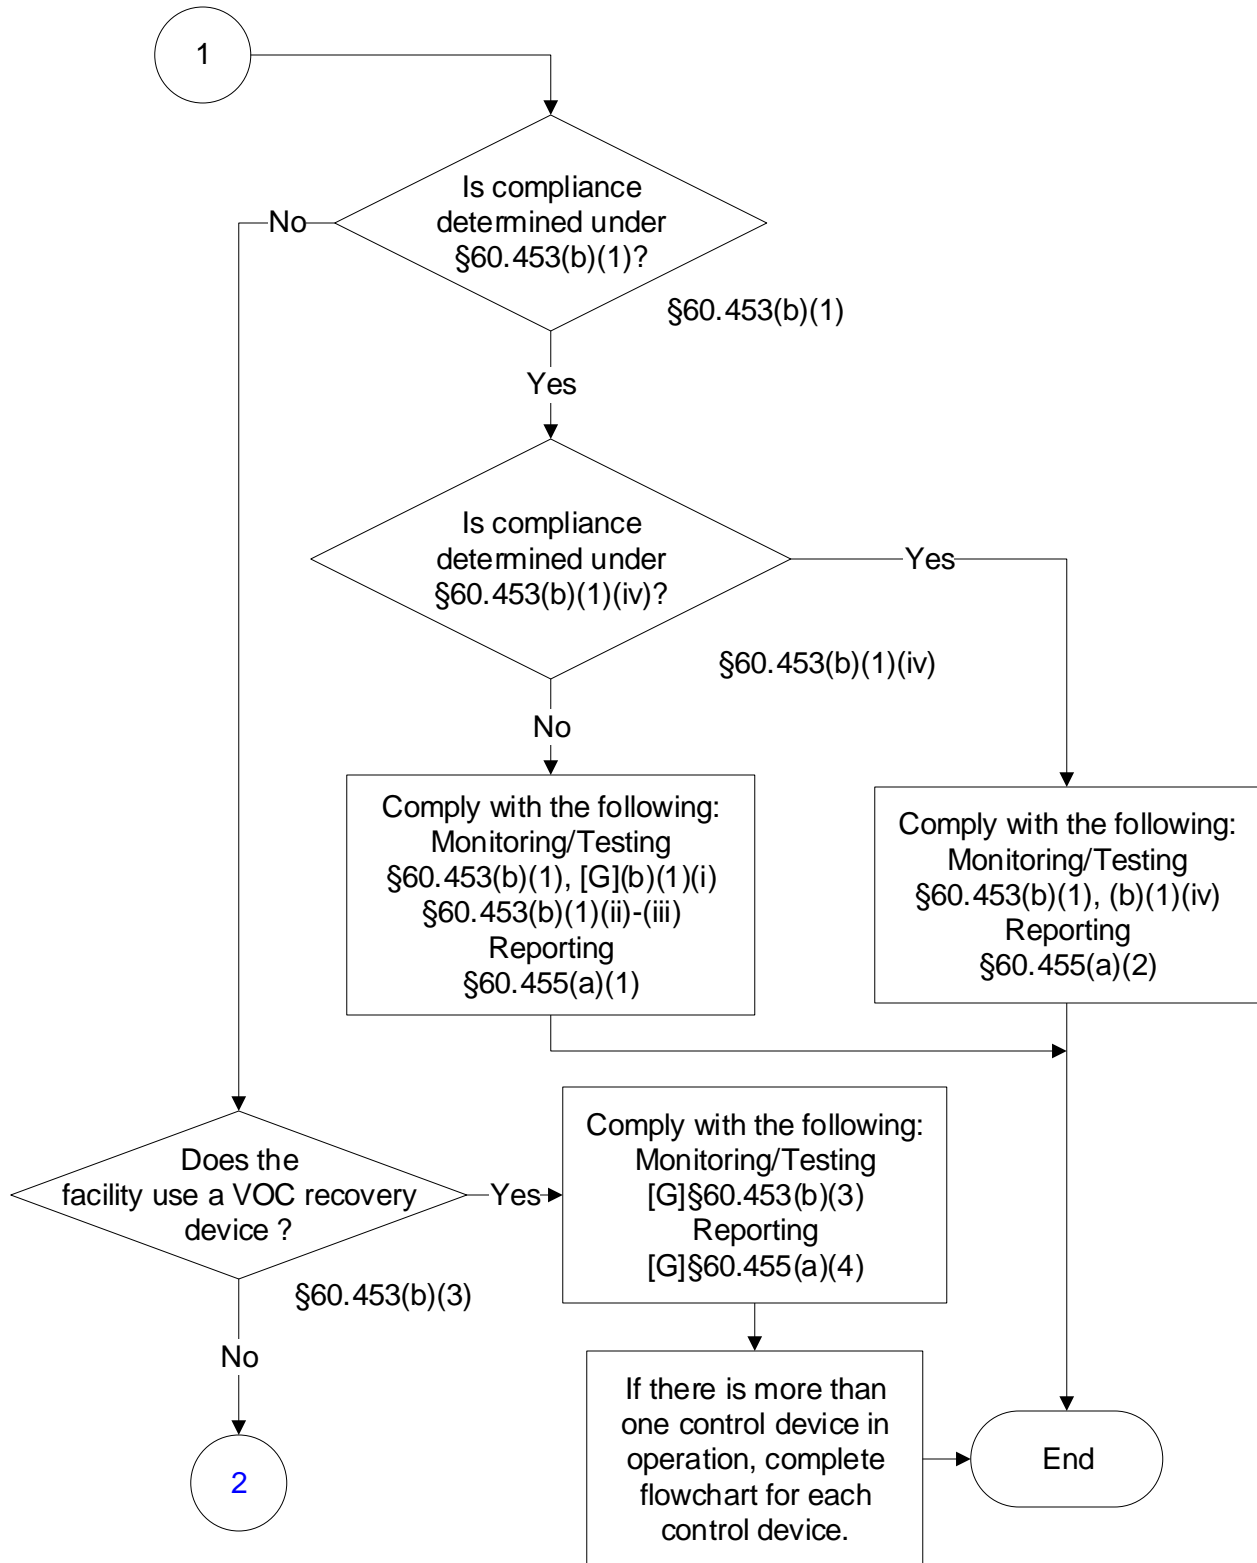 1
Is compliance
determined under
§60.453(b)(1)?
No
§60.453(b)(1)
Yes
Is compliance
determined under
§60.453(b)(1)(iv)?
Yes
§60.453(b)(1)(iv)
No
Comply with the following:
Monitoring/Testing
§60.453(b)(1), [G](b)(1)(i)
§60.453(b)(1)(ii)-(iii)
Reporting
§60.455(a)(1)
Comply with the following:
Monitoring/Testing
§60.453(b)(1), (b)(1)(iv)
Reporting
§60.455(a)(2)
Does the
facility use a VOC recovery
device ?
Yes
§60.453(b)(3)
No
2
Comply with the following:
Monitoring/Testing
[G]§60.453(b)(3)
Reporting
[G]§60.455(a)(4)
If there is more than
one control device in
operation, complete
flowchart for each
control device.
End